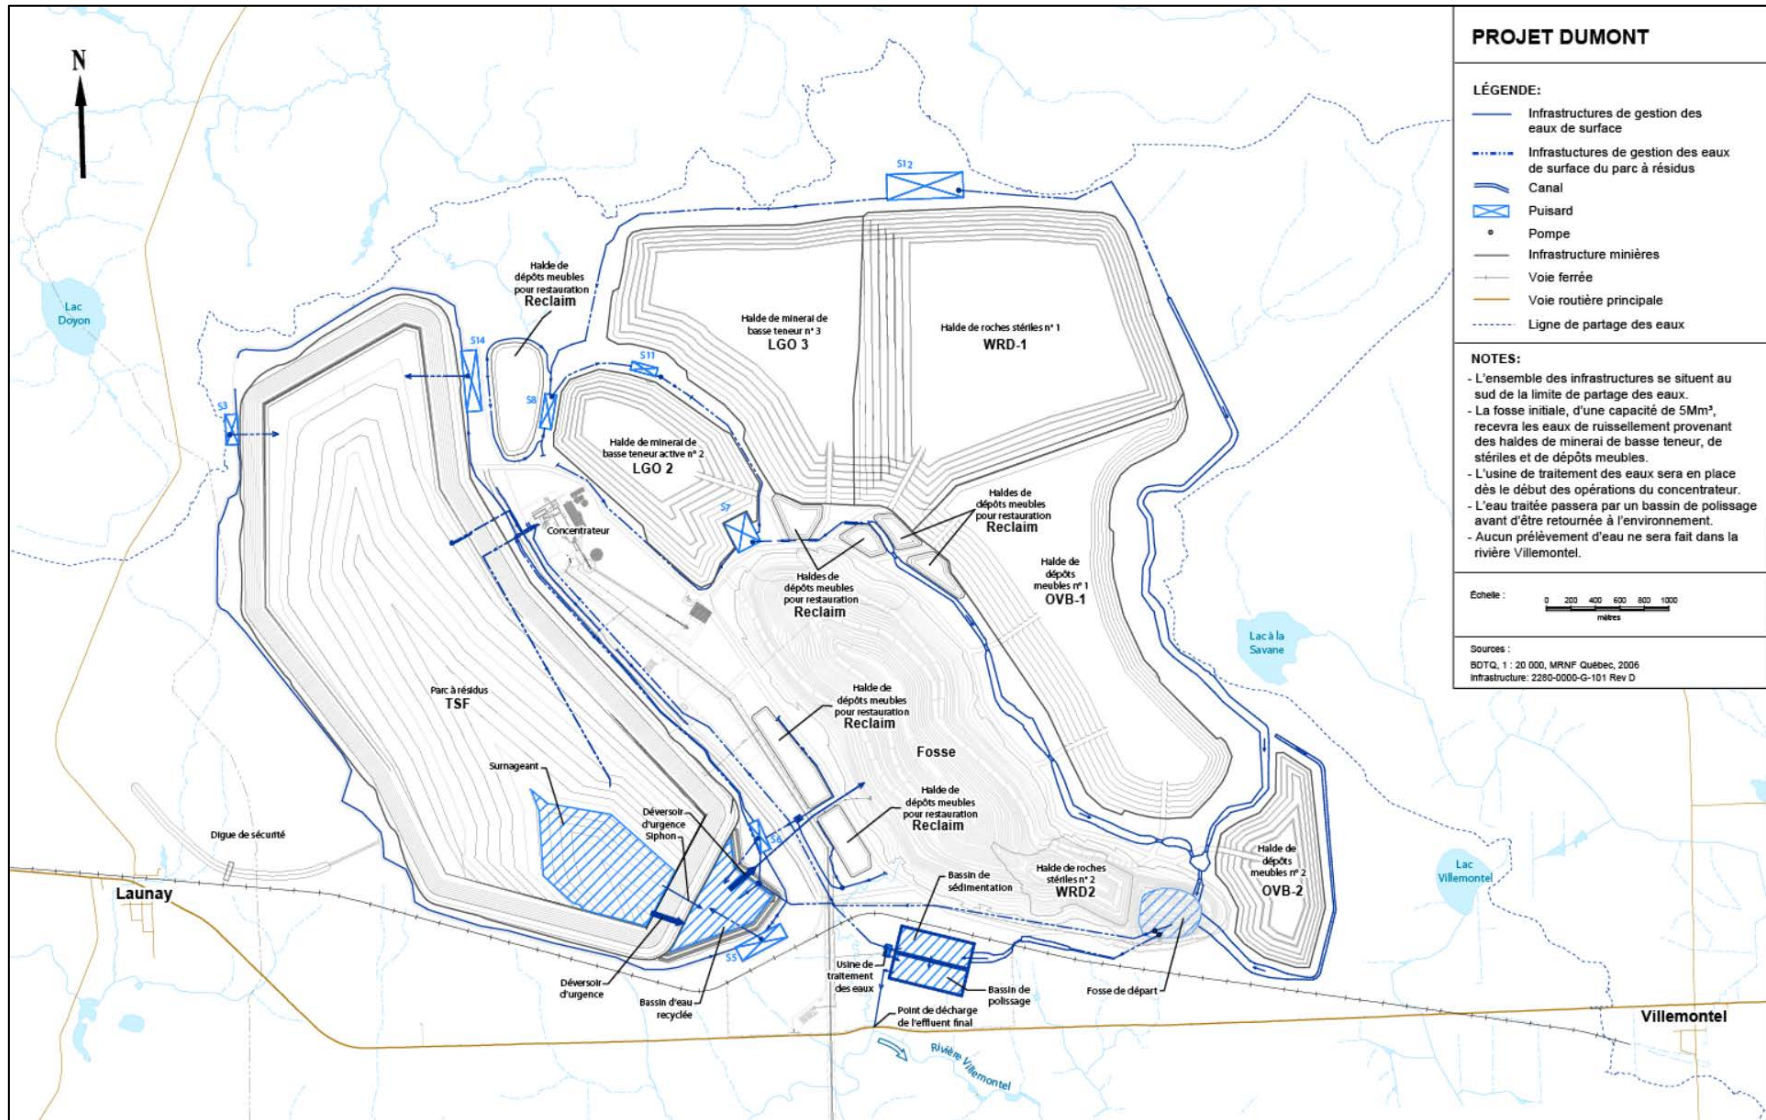 PROJET DUMONT
LÉGENDE:
Infrastructures de gestion des
eaux de surface
Infrastuctures de gestion des eaux
de surface du parc à résidus
Canal
Puisard
Pompe
Infrastructure minières
Voie ferrée
Voie routière principale
Ligne de partage des eaux
NOTES:
- L'ensemble des infrastructures se situent au
sud de la limite de partage des eaux.
- La fosse initiale, d'une capacité de 5Mm³,
recevra les eaux de ruissellement provenant
des haldes de minerai de basse teneur, de
stériles et de dépôts meubles.
- L'usine de traitement des eaux sera en place
dès le début des opérations du concentrateur.
- L'eau traitée passera par un bassin de polissage
avant d'être retournée à l'environnement.
- Aucun prélèvement d'eau ne sera fait dans la
rivière Villemontel.
Échelle :
0 200 400 600 800 1000
mètres
Sources :
BDTQ, 1 : 20 000, MRNF Québec, 2006
Infrastructure: 2280-0000-G-101 Rev D
N
S12
Lac
Doyon
Halde de
dépôts meubles
pour restauration
Reclaim
S14
S11
S8
S3
Halde de minerai de
basse teneur n° 3
LGO 3
Halde de roches stériles n° 1
WRD-1
Halde de minerai de
basse teneur active n° 2
LGO 2
S7
Haldes de
dépôts meubles
pour restauration
Reclaim
Concentrateur
Haldes de
dépôts meubles
pour restauration
Reclaim
Halde de
dépôts
meubles n° 1
OVB-1
Lac à la
Savane
Parc à résidus
TSF
Halde de
dépôts meubles
pour restauration
Reclaim
Fosse
Surnageant
Halde de
dépôts meubles
pour restauration
Reclaim
Déversoir
d'urgence
Siphon
S6
Digue de sécurité
Halde de roches
stériles n° 2
WRD2
Halde de
dépôts
meubles n° 2
OVB-2
Lac
Villemontel
Bassin de
sédimentation
Launay
S5
Usine de
traitement
des eaux
Déversoir
d'urgence
Bassin d'eau
recyclée
Bassin de
polissage
Fosse de départ
Point de décharge
de l'effluent final
Villemontel
Rivière Villemontel